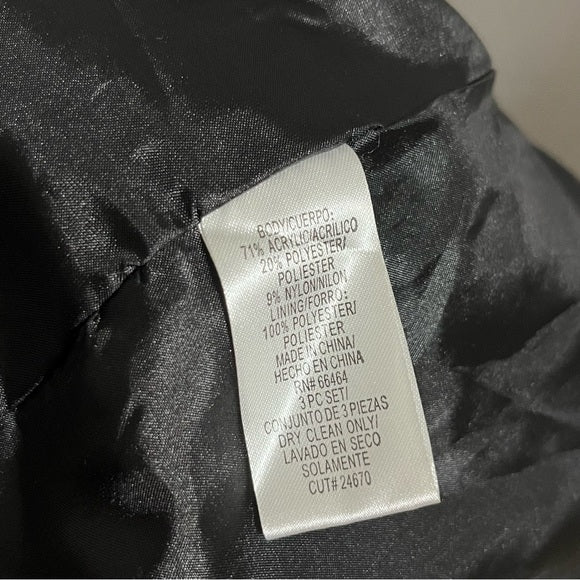 BODY/CUERPO:
71% ACRYLIC/ACRILICO
20% POLYESTER/
POLIESTER
9% NYLON/NILON
LINING/FORRO:
100% POLYESTER/
POLIESTER
MADE IN CHINA/
HECHO EN CHINA
RN# 66464
3 PC SET/
CONJUNTO DE 3 PIEZAS
DRY CLEAN ONLY/
LAVADO EN SECO
SOLAMENTE
CUT# 24670